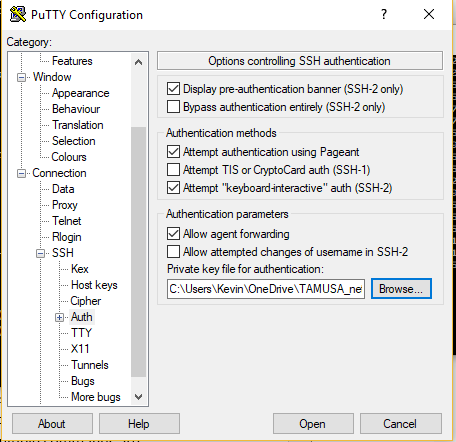 PuTTY Configuration
?
Category:
Features
Window
Appearance
Behaviour
Translation
Selection
Colours
Connection
Data
Proxy
Telnet
Rlogin
SSH
Kex
Host keys
Cipher
Auth
TTY
X11
Tunnels
Bugs
More bugs
Options controlling SSH authentication
Display pre-authentication banner (SSH-2 only)
Bypass authentication entirely (SSH-2 only)
Authentication methods
Attempt authentication using Pageant
Attempt TIS or CryptoCard auth (SSH-1)
Attempt "keyboard-interactive" auth (SSH-2)
Authentication parameters
Allow agent forwarding
Allow attempted changes of username in SSH-2
Private key file for authentication:
C:\Users\Kevin\OneDrive\TAMUSA_ne
Browse...
About
Help
Open
Cancel